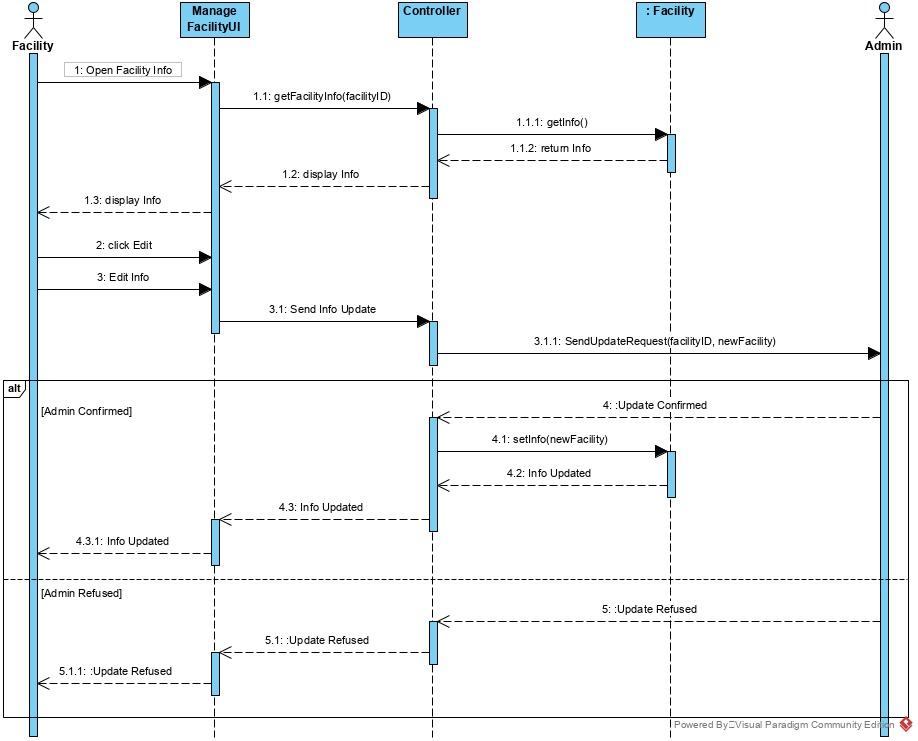 Manage
FacilityUI
Controller
: Facility
Facility
Admin
1: Open Facility Info
1.1: getFacilityInfo(facilityID)
1.1.1: getInfo()
1.1.2: return Info
1.2: display Info
1.3: display Info
2: click Edit
3: Edit Info
3.1: Send Info Update
3.1.1: SendUpdateRequest(facilityID, newFacility)
alt
[Admin Confirmed]
4: :Update Confirmed
4.1: setInfo(newFacility)
4.2: Info Updated
4.3: Info Updated
4.3.1: Info Updated
[Admin Refused]
5: :Update Refused
5.1: :Update Refused
5.1.1: :Update Refused
Powered By Visual Paradigm Community Edition